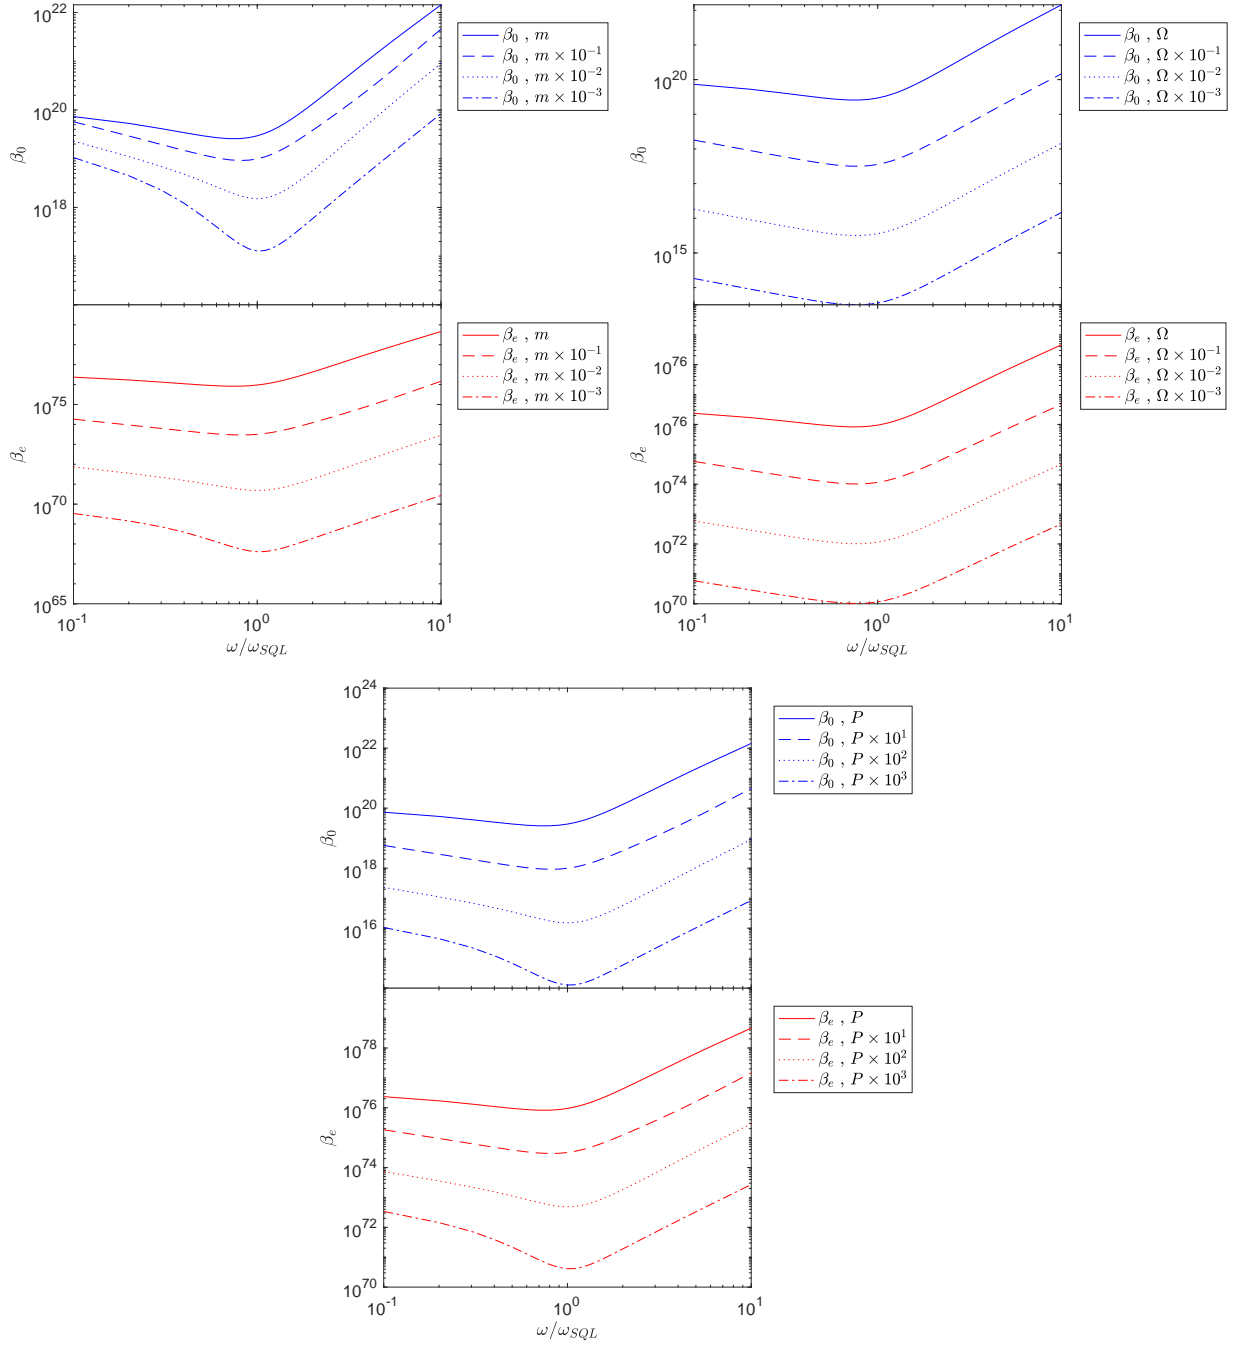 10^22
10^20
10^18
β_0
β_0 , m
β_0 , m × 10^−1
β_0 , m × 10^−2
β_0 , m × 10^−3
10^75
10^70
10^65
β_e
β_e , m
β_e , m × 10^−1
β_e , m × 10^−2
β_e , m × 10^−3
10^-1
10^0
10^1
ω/ω_SQL
10^20
10^15
β_0
β_0 , Ω
β_0 , Ω × 10^−1
β_0 , Ω × 10^−2
β_0 , Ω × 10^−3
10^76
10^76
10^74
10^72
10^70
β_e
β_e , Ω
β_e , Ω × 10^−1
β_e , Ω × 10^−2
β_e , Ω × 10^−3
10^-1
10^0
10^1
ω/ω_SQL
10^24
10^22
10^20
10^18
10^16
β_0
β_0 , P
β_0 , P × 10^1
β_0 , P × 10^2
β_0 , P × 10^3
10^78
10^76
10^74
10^72
10^70
β_e
β_e , P
β_e , P × 10^1
β_e , P × 10^2
β_e , P × 10^3
10^-1
10^0
10^1
ω/ω_SQL